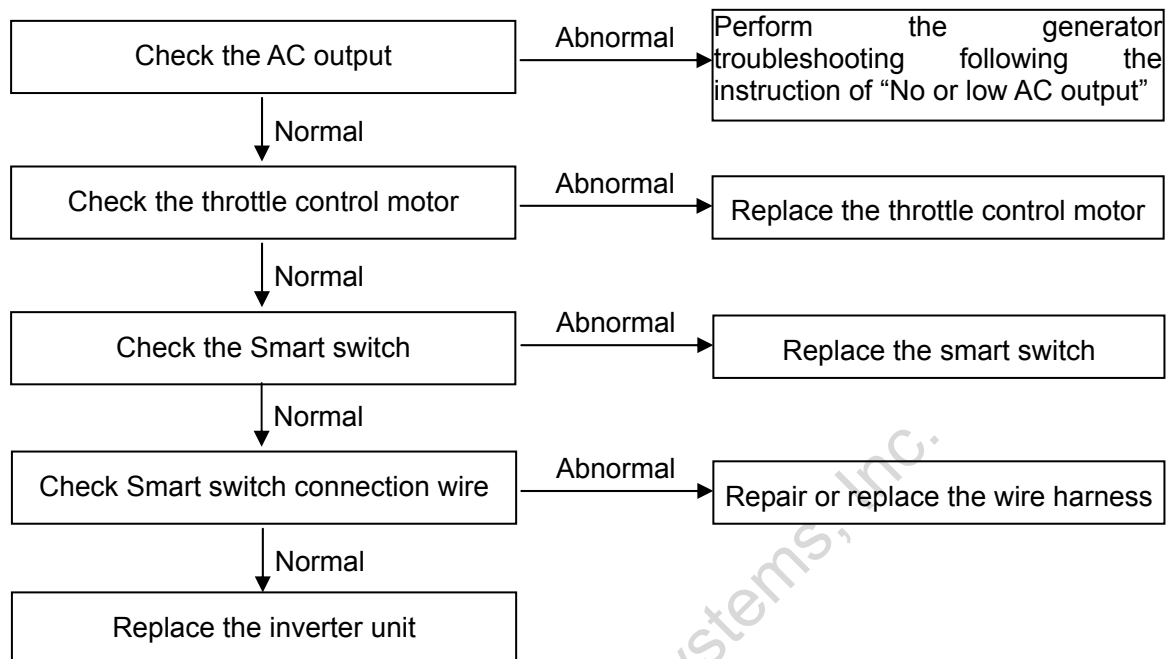 Check the AC output
Abnormal
Perform the generator
troubleshooting following the
instruction of “No or low AC output”
Normal
Check the throttle control motor
Abnormal
Replace the throttle control motor
Normal
Check the Smart switch
Abnormal
Replace the smart switch
Normal
Check Smart switch connection wire
Abnormal
Repair or replace the wire harness
Normal
Replace the inverter unit
stems, Inc.